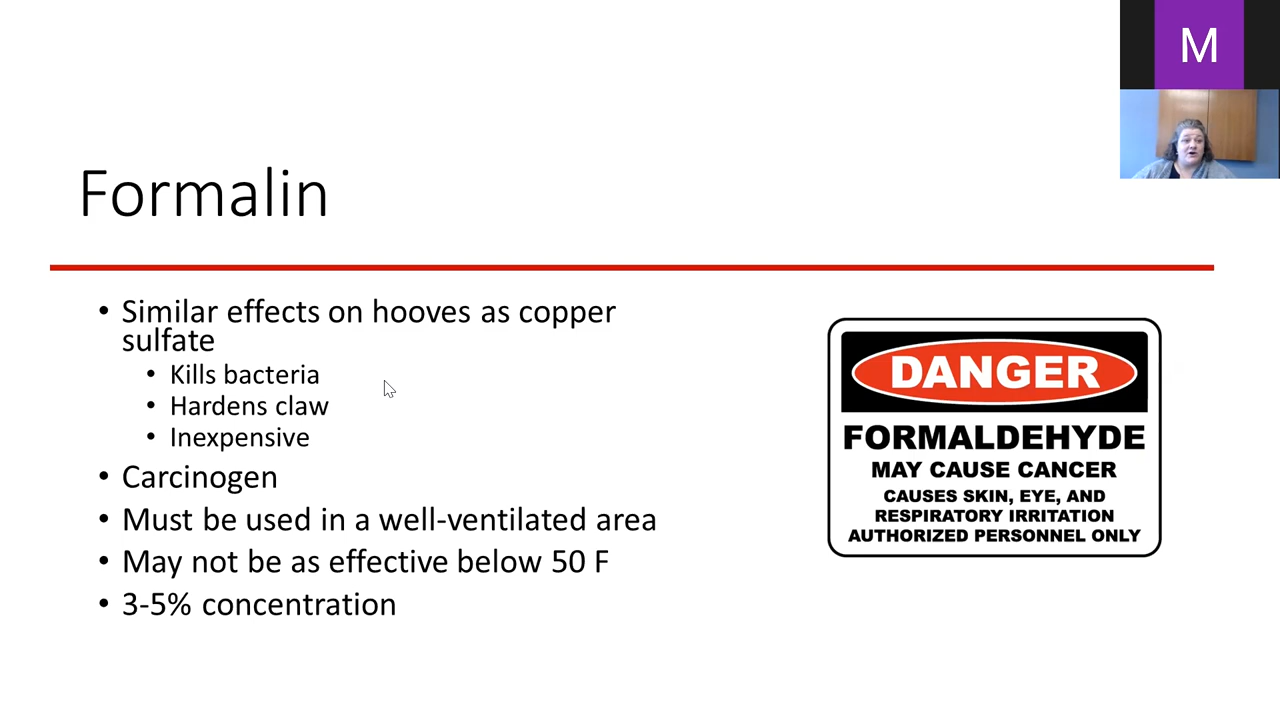 M
Formalin
• Similar effects on hooves as copper
sulfate
• Kills bacteria
• Hardens claw
• Inexpensive
• Carcinogen
• Must be used in a well-ventilated area
• May not be as effective below 50 F
• 3-5% concentration
DANGER
FORMALDEHYDE
MAY CAUSE CANCER
CAUSES SKIN, EYE, AND
RESPIRATORY IRRITATION
AUTHORIZED PERSONNEL ONLY